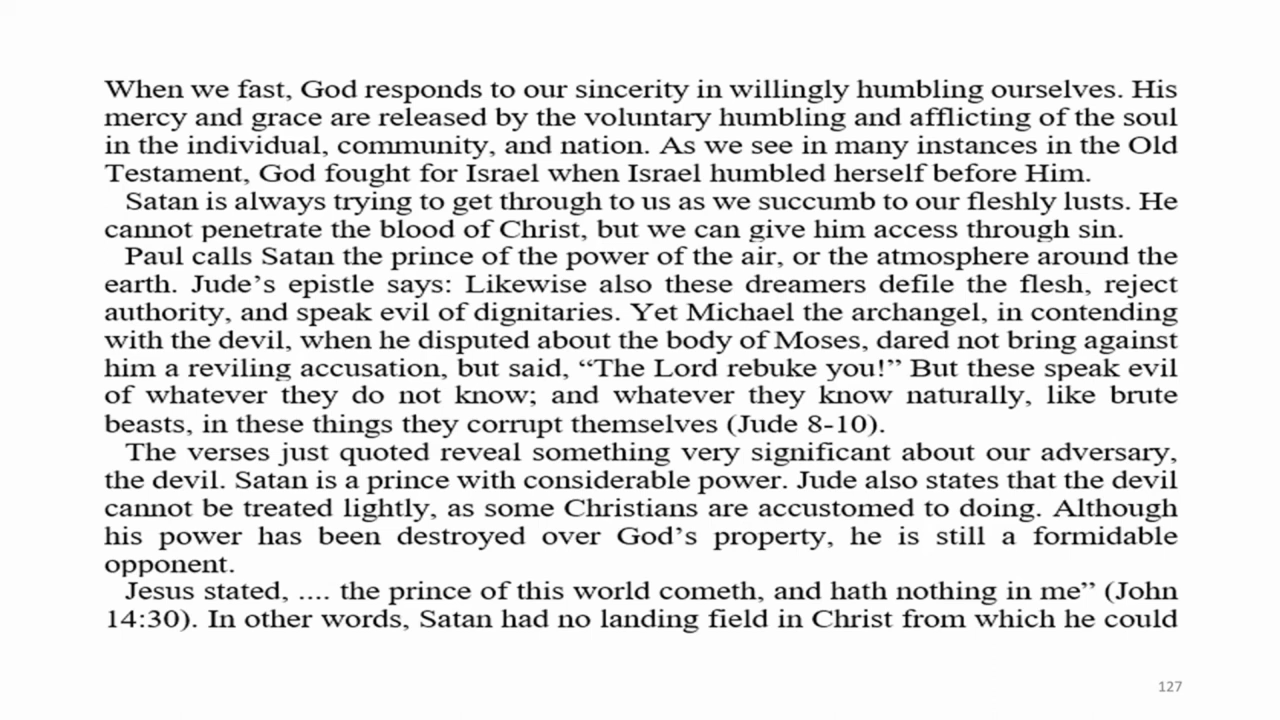 When we fast, God responds to our sincerity in willingly humbling ourselves. His
mercy and grace are released by the voluntary humbling and afflicting of the soul
in the individual, community, and nation. As we see in many instances in the Old
Testament, God fought for Israel when Israel humbled herself before Him.
Satan is always trying to get through to us as we succumb to our fleshly lusts. He
cannot penetrate the blood of Christ, but we can give him access through sin.
Paul calls Satan the prince of the power of the air, or the atmosphere around the
earth. Jude’s epistle says: Likewise also these dreamers defile the flesh, reject
authority, and speak evil of dignitaries. Yet Michael the archangel, in contending
with the devil, when he disputed about the body of Moses, dared not bring against
him a reviling accusation, but said, “The Lord rebuke you!” But these speak evil
of whatever they do not know; and whatever they know naturally, like brute
beasts, in these things they corrupt themselves (Jude 8-10).
The verses just quoted reveal something very significant about our adversary,
the devil. Satan is a prince with considerable power. Jude also states that the devil
cannot be treated lightly, as some Christians are accustomed to doing. Although
his power has been destroyed over God’s property, he is still a formidable
opponent.
Jesus stated, .... the prince of this world cometh, and hath nothing in me” (John
14:30). In other words, Satan had no landing field in Christ from which he could
127